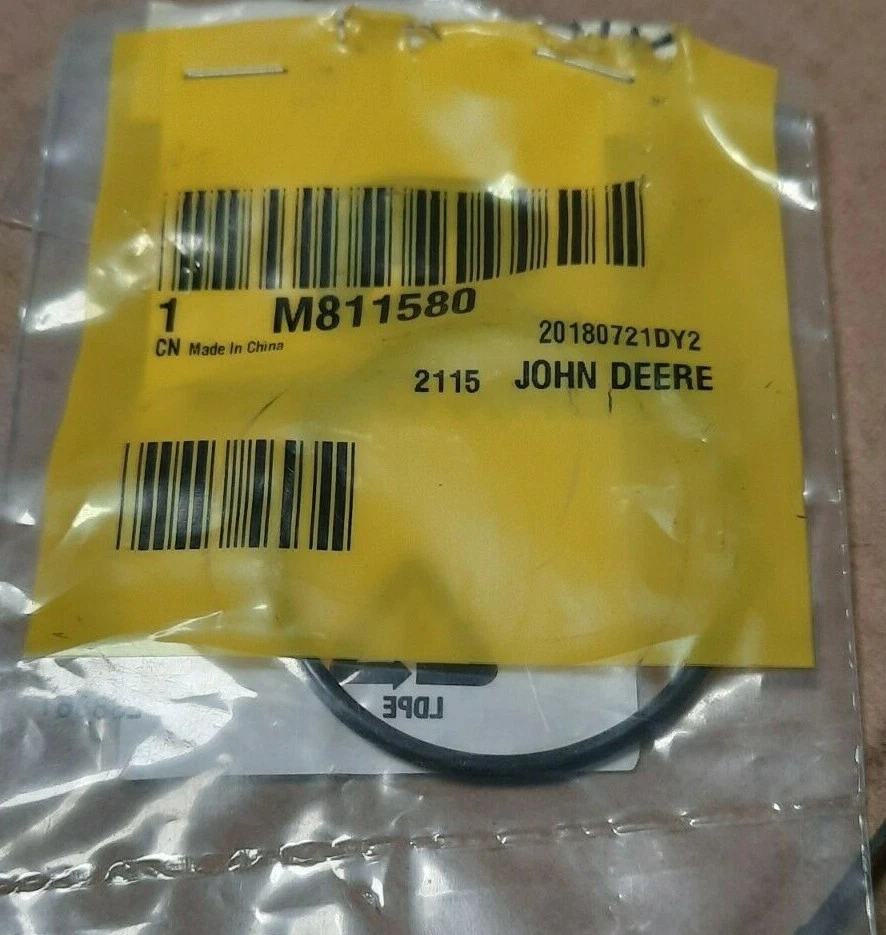 1 M811580
20180721DY2
CN Made In China
2115 JOHN DEERE
LDPE